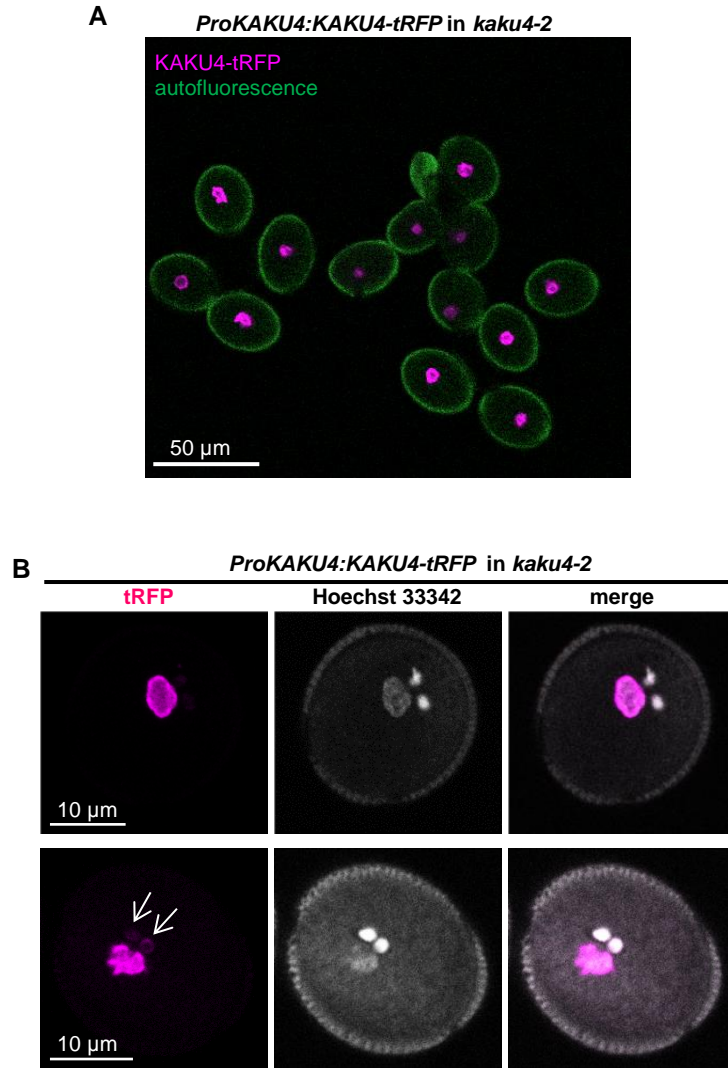 A
ProKAKU4:KAKU4-tRFP in kaku4-2
KAKU4-tRFP
autofluorescence
50 µm
B
ProKAKU4:KAKU4-tRFP in kaku4-2
tRFP Hoechst 33342 merge
10 µm
10 µm